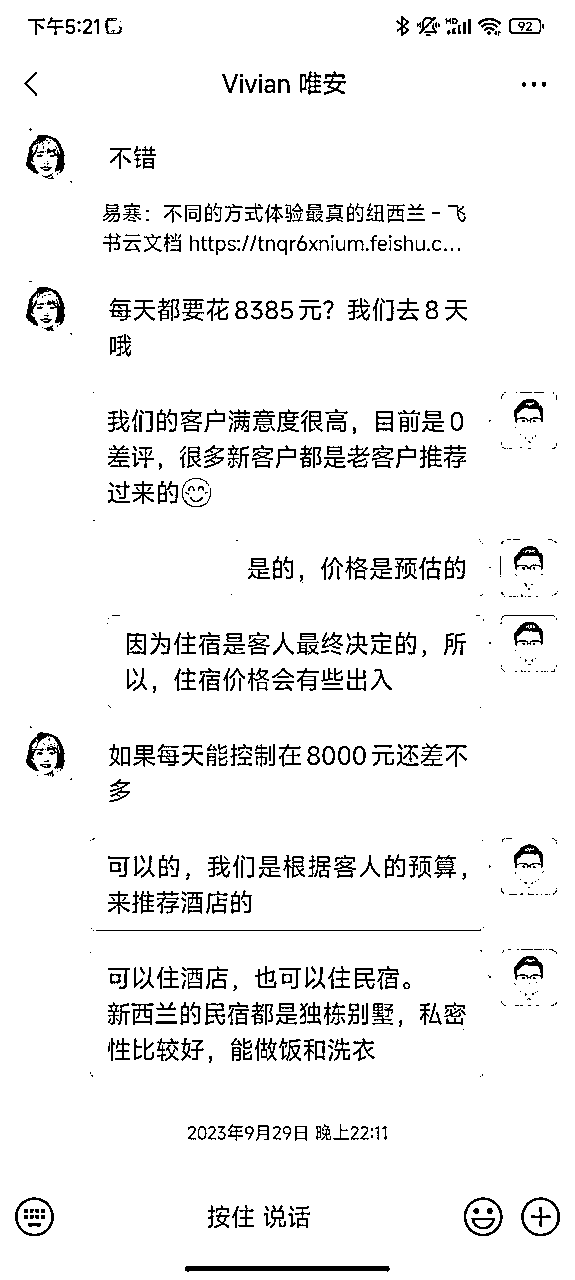 下午5:21
92
Vivian 唯安
不错
易寒：不同的方式体验最真的纽西兰 - 飞
书云文档 https://tnqr6xnium.feishu.c...
每天都要花8385元？我们去8天
哦
我们的客户满意度很高，目前是0
差评，很多新客户都是老客户推荐
过来的😊
是的，价格是预估的
因为住宿是客人最终决定的，所
以，住宿价格会有些出入
如果每天能控制在8000元还差不
多
可以的，我们是根据客人的预算，
来推荐酒店的
可以住酒店，也可以住民宿。
新西兰的民宿都是独栋别墅，私密
性比较好，能做饭和洗衣
2023年9月29日 晚上22:11
按住 说话